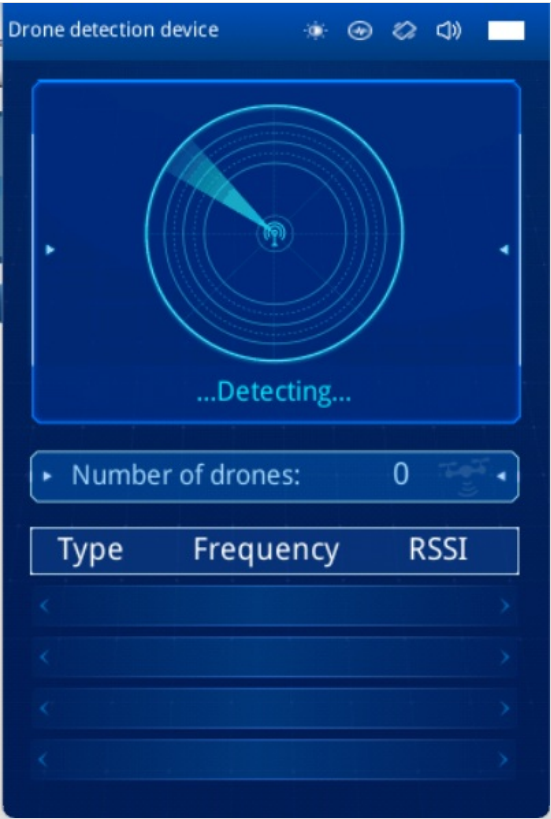 Drone detection device
...Detecting...
Number of drones: 0
Type Frequency RSSI